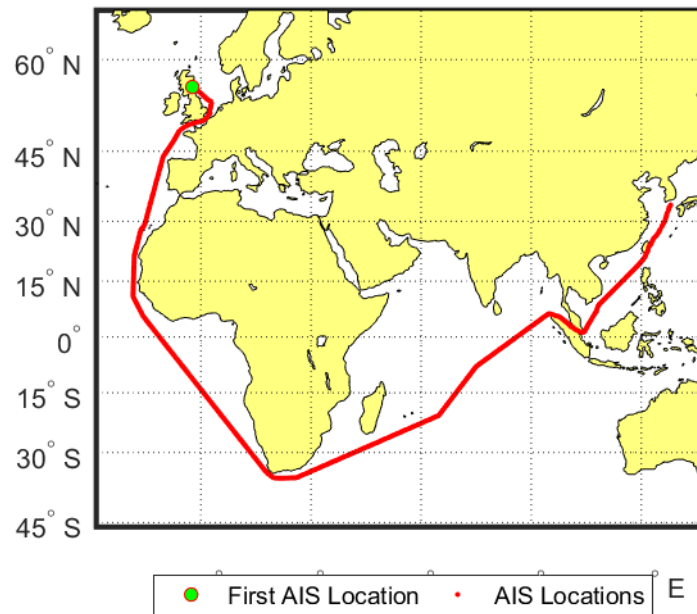 60° N
45° N
30° N
15° N
0°
15° S
30° S
45° S
E
First AIS Location
AIS Locations